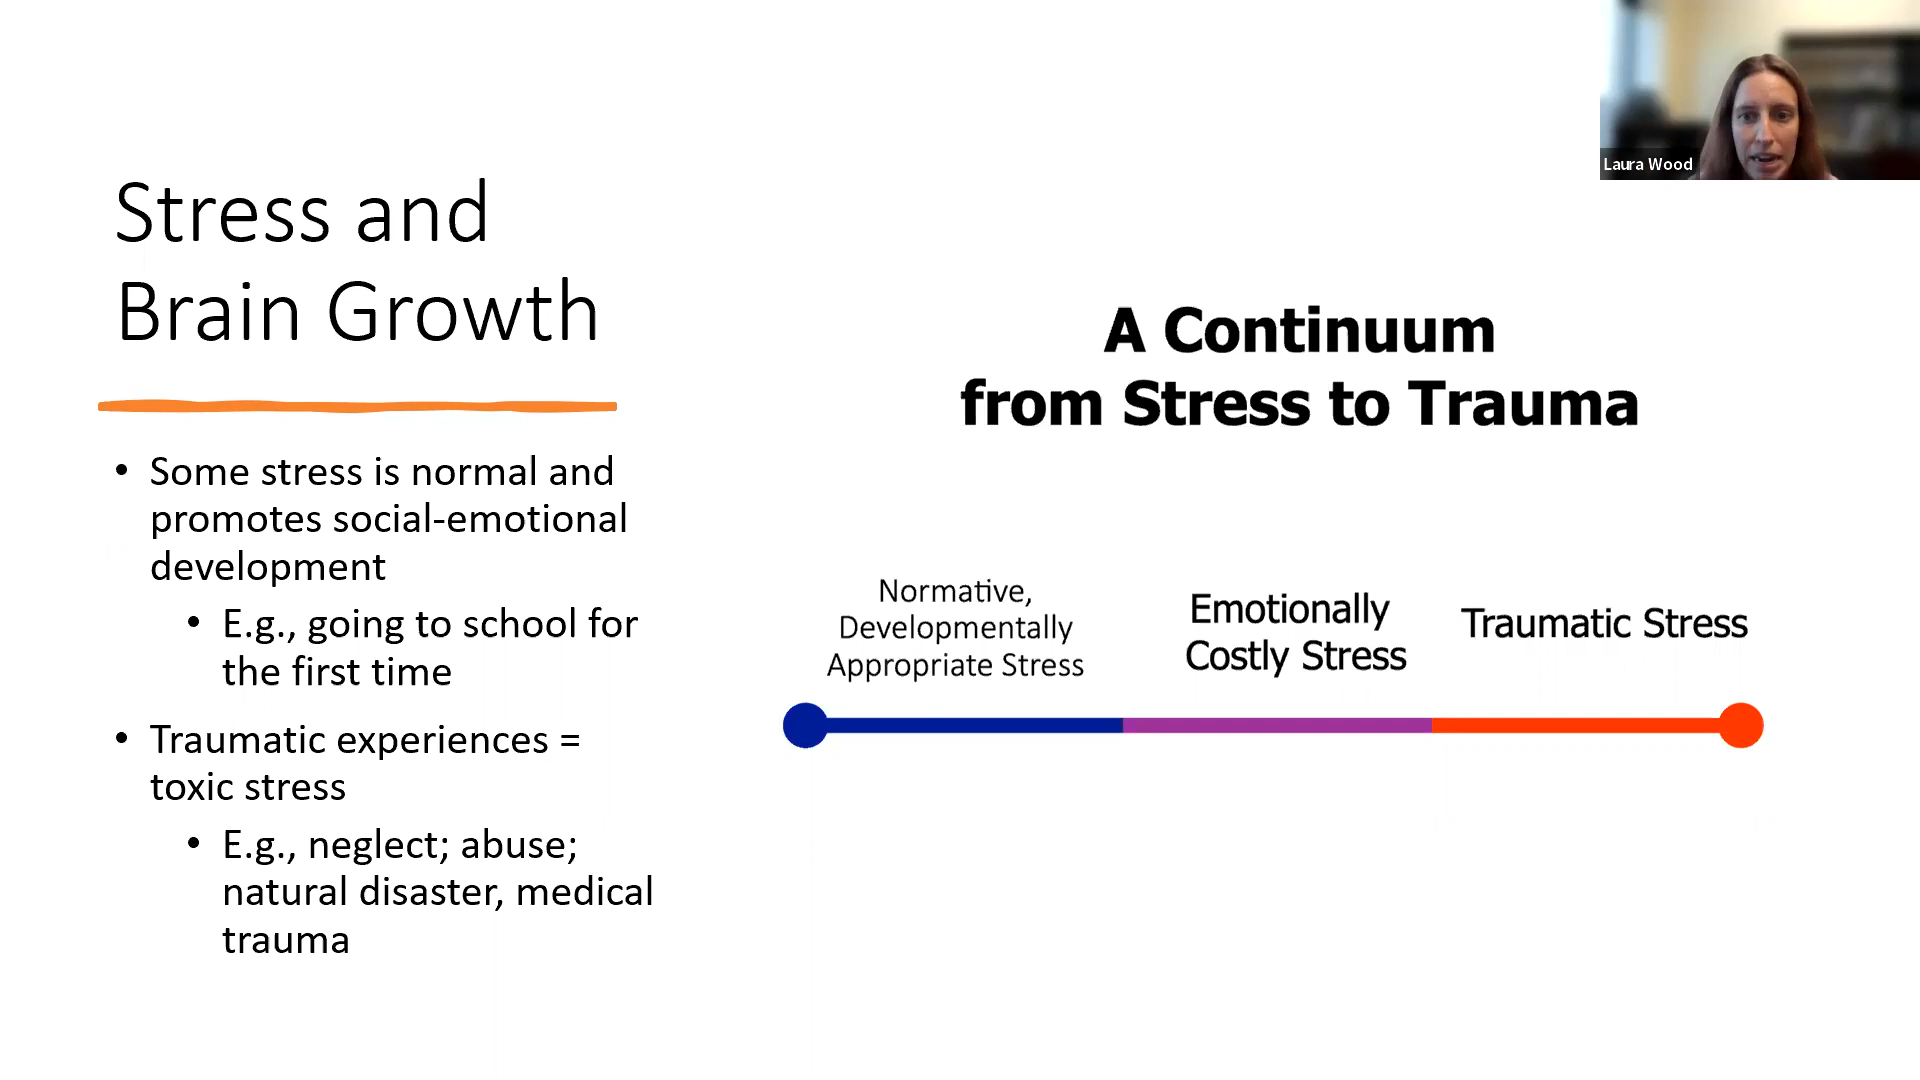 Stress and
Brain Growth
• Some stress is normal and
promotes social-emotional
development
• E.g., going to school for
the first time
• Traumatic experiences =
toxic stress
• E.g., neglect; abuse;
natural disaster, medical
trauma
A Continuum
from Stress to Trauma
Normative,
Developmentally
Appropriate Stress
Emotionally
Costly Stress
Traumatic Stress
Laura Wood